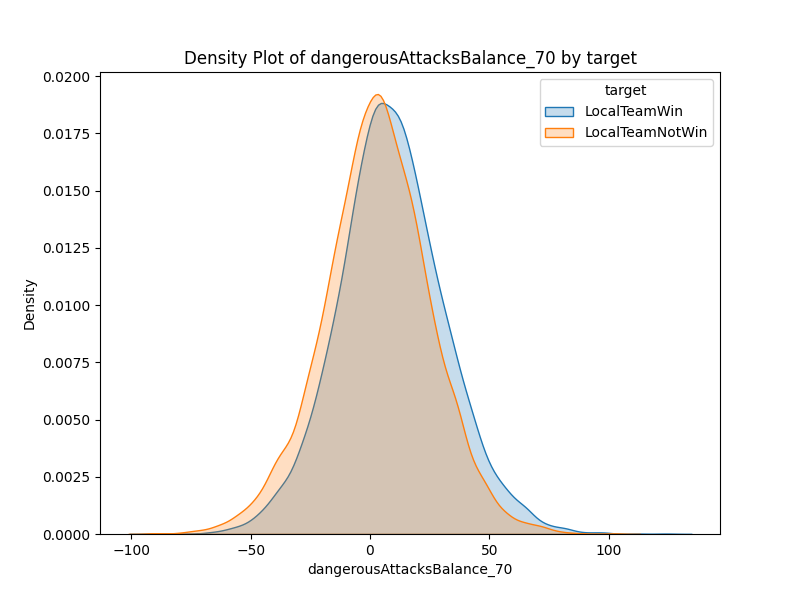 Density Plot of dangerousAttacksBalance_70 by target
target
LocalTeamWin
LocalTeamNotWin
Density
0.0200
0.0175
0.0150
0.0125
0.0100
0.0075
0.0050
0.0025
0.0000
−100
−50
0
50
100
dangerousAttacksBalance_70